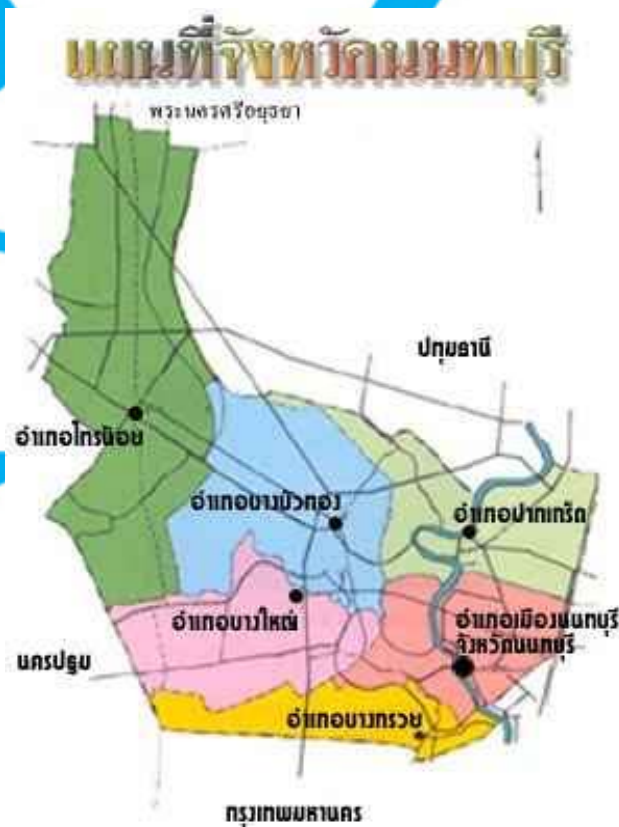 แผนที่จังหวัดนนทบุรี
พระนครศรีอยุธยา
ปทุมธานี
อำเภอไทรน้อย
อำเภอบางบัวทอง
อำเภอปากเกร็ด
อำเภอบางใหญ่
อำเภอเมืองนนทบุรี
จังหวัดนนทบุรี
นครปฐม
อำเภอบางกรวย
กรุงเทพมหานคร